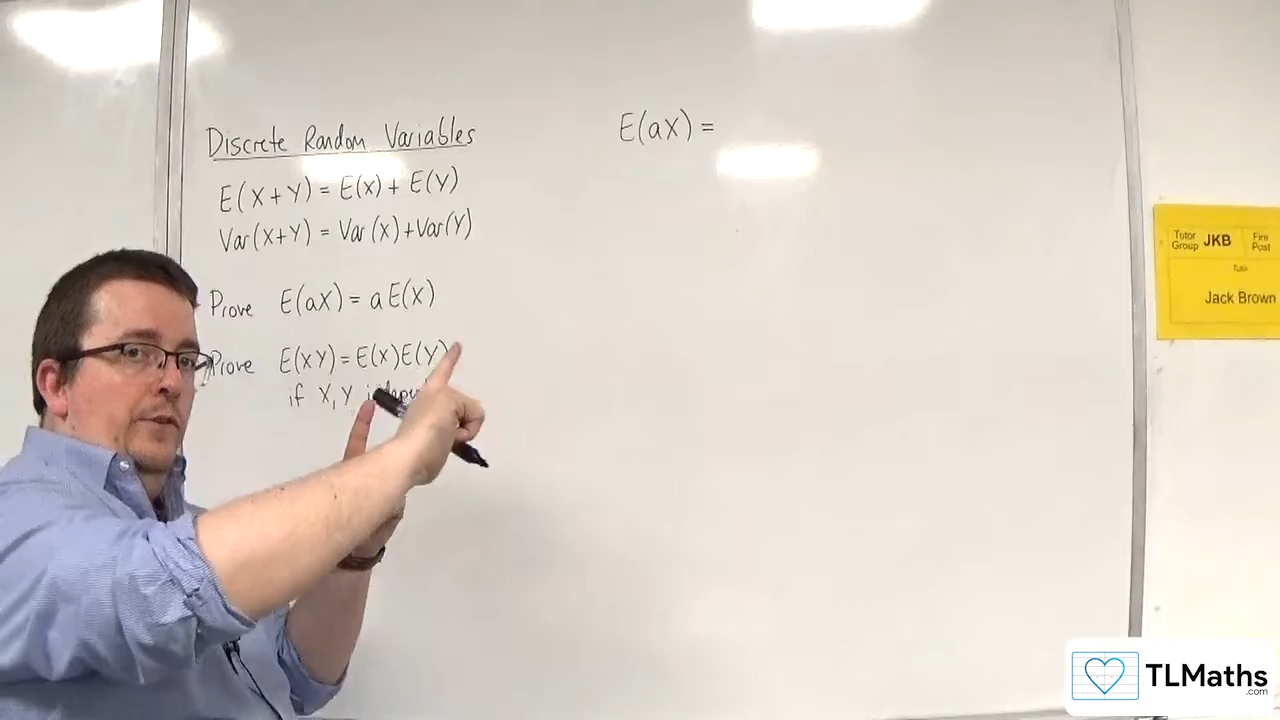 Discrete Random Variables
E(X+Y) = E(X) + E(Y)
Var(X+Y) = Var(X)+Var(Y)
Prove E(aX) = aE(X)
Prove E(XY) = E(X)E(Y)
if X, Y
E(aX) =
Tutor Group JKB Fire Post
Tutor
Jack Brown
TLMaths
.com